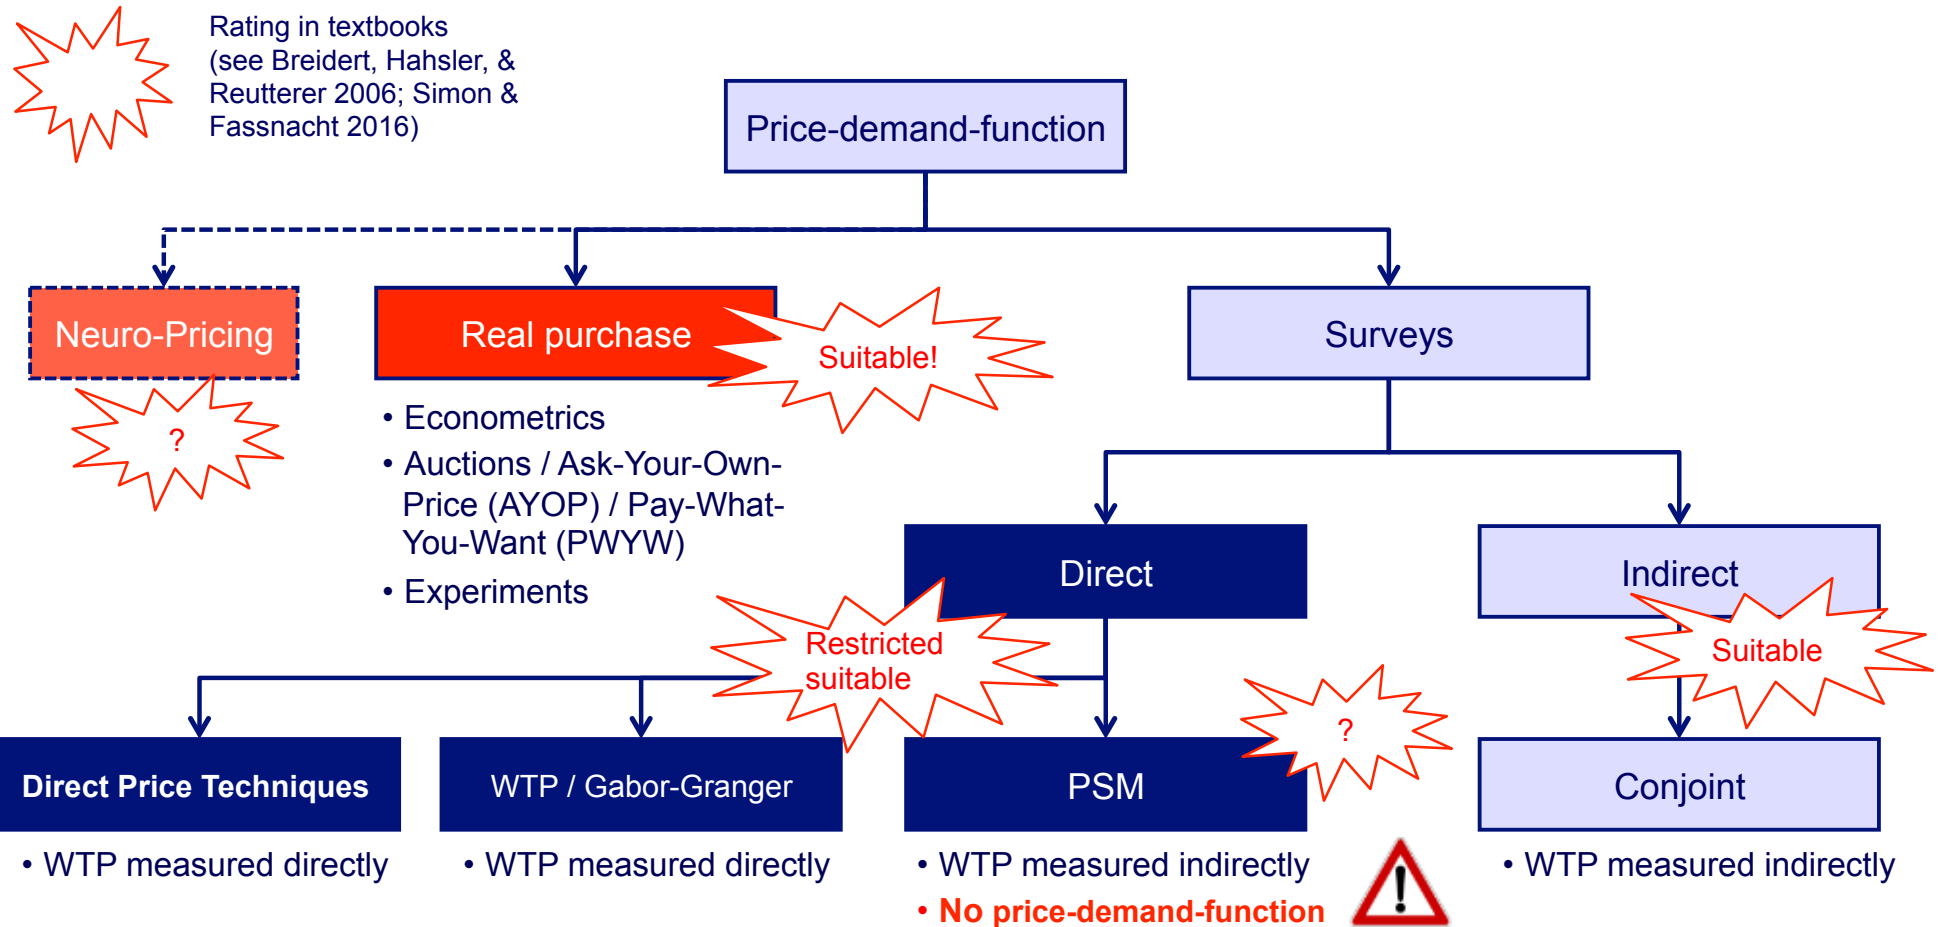 Rating in textbooks
(see Breidert, Hahsler, &
Reutterer 2006; Simon &
Fassnacht 2016)
Price-demand-function
Neuro-Pricing
Real purchase
Suitable!
Surveys
?
• Econometrics
• Auctions / Ask-Your-Own-
Price (AYOP) / Pay-What-
You-Want (PWYW)
• Experiments
Direct
Indirect
Restricted
suitable
Suitable
?
Direct Price Techniques
WTP / Gabor-Granger
PSM
Conjoint
• WTP measured directly
• WTP measured directly
• WTP measured indirectly
• No price-demand-function
!
• WTP measured indirectly